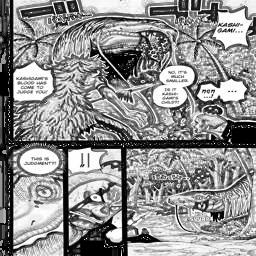 KASHI-
GAMI...
NO, IT'S
MUCH
SMALLER.
IS IT
KASHI-
GAMI'S
CHILD?!
...
KASHIGAMI'S
BLOOD HAS
COME TO
JUDGE YOU!
THIS IS
JUDGMENT?!
!!